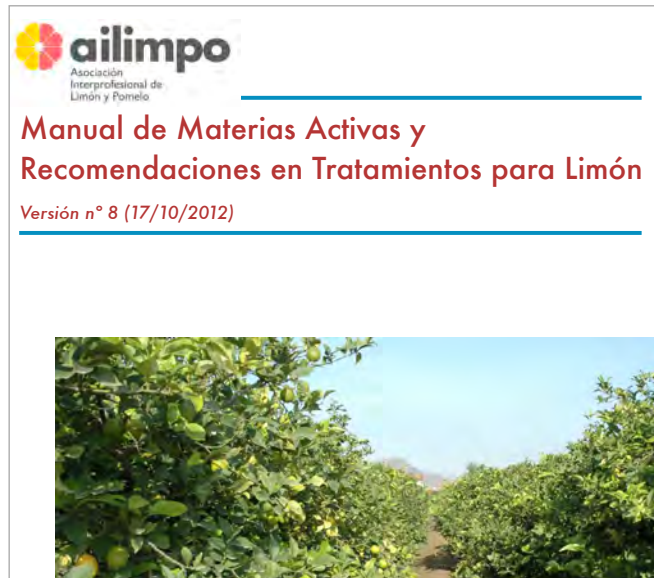 ailimpo
Asociación
Interprofesional de
Limón y Pomelo
Manual de Materias Activas y
Recomendaciones en Tratamientos para Limón
Versión nº 8 (17/10/2012)